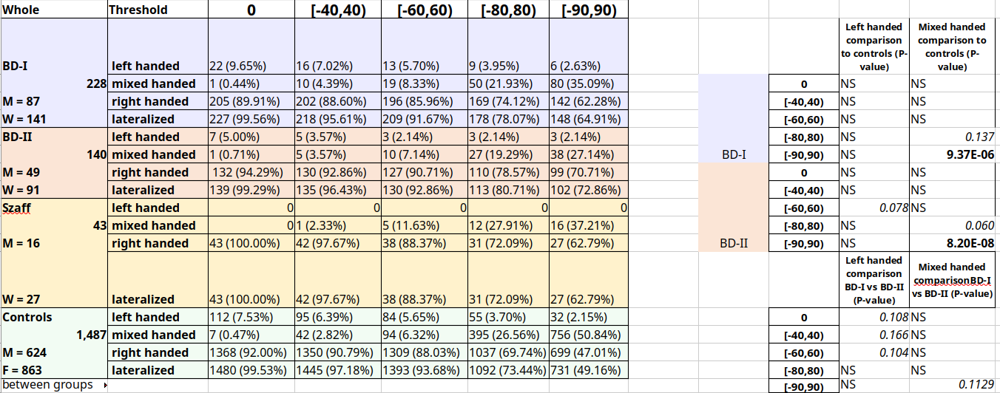 Whole Threshold 0 [-40,40) [-60,60) [-80,80) [-90,90)
Left handed comparison to controls (P-value) Mixed handed comparison to controls (P-value)
BD-I left handed 22 (9.65%) 16 (7.02%) 13 (5.70%) 9 (3.95%) 6 (2.63%)
228 mixed handed 1 (0.44%) 10 (4.39%) 19 (8.33%) 50 (21.93%) 80 (35.09%) 0 NS NS
M = 87 right handed 205 (89.91%) 202 (88.60%) 196 (85.96%) 169 (74.12%) 142 (62.28%) [-40,40) NS NS
W = 141 lateralized 227 (99.56%) 218 (95.61%) 209 (91.67%) 178 (78.07%) 148 (64.91%) [-60,60) NS NS
BD-II left handed 7 (5.00%) 5 (3.57%) 3 (2.14%) 3 (2.14%) 3 (2.14%) [-80,80) NS 0.137
140 mixed handed 1 (0.71%) 5 (3.57%) 10 (7.14%) 27 (19.29%) 38 (27.14%) BD-I [-90,90) NS 9.37E-06
M = 49 right handed 132 (94.29%) 130 (92.86%) 127 (90.71%) 110 (78.57%) 99 (70.71%) 0 NS NS
W = 91 lateralized 139 (99.29%) 135 (96.43%) 130 (92.86%) 113 (80.71%) 102 (72.86%) [-40,40) NS NS
Szaff left handed 0 0 0 0 0 [-60,60) 0.078 NS
43 mixed handed 0 1 (2.33%) 5 (11.63%) 12 (27.91%) 16 (37.21%) [-80,80) NS 0.060
M = 16 right handed 43 (100.00%) 42 (97.67%) 38 (88.37%) 31 (72.09%) 27 (62.79%) BD-II [-90,90) NS 8.20E-08
Left handed comparison BD-I vs BD-II (P-value) Mixed handed comparisonBD-I vs BD-II (P-value)
W = 27 lateralized 43 (100.00%) 42 (97.67%) 38 (88.37%) 31 (72.09%) 27 (62.79%)
Controls left handed 112 (7.53%) 95 (6.39%) 84 (5.65%) 55 (3.70%) 32 (2.15%) 0 0.108 NS
1,487 mixed handed 7 (0.47%) 42 (2.82%) 94 (6.32%) 395 (26.56%) 756 (50.84%) [-40,40) 0.166 NS
M = 624 right handed 1368 (92.00%) 1350 (90.79%) 1309 (88.03%) 1037 (69.74%) 699 (47.01%) [-60,60) 0.104 NS
F = 863 lateralized 1480 (99.53%) 1445 (97.18%) 1393 (93.68%) 1092 (73.44%) 731 (49.16%) [-80,80) NS NS
between groups [-90,90) NS 0.1129